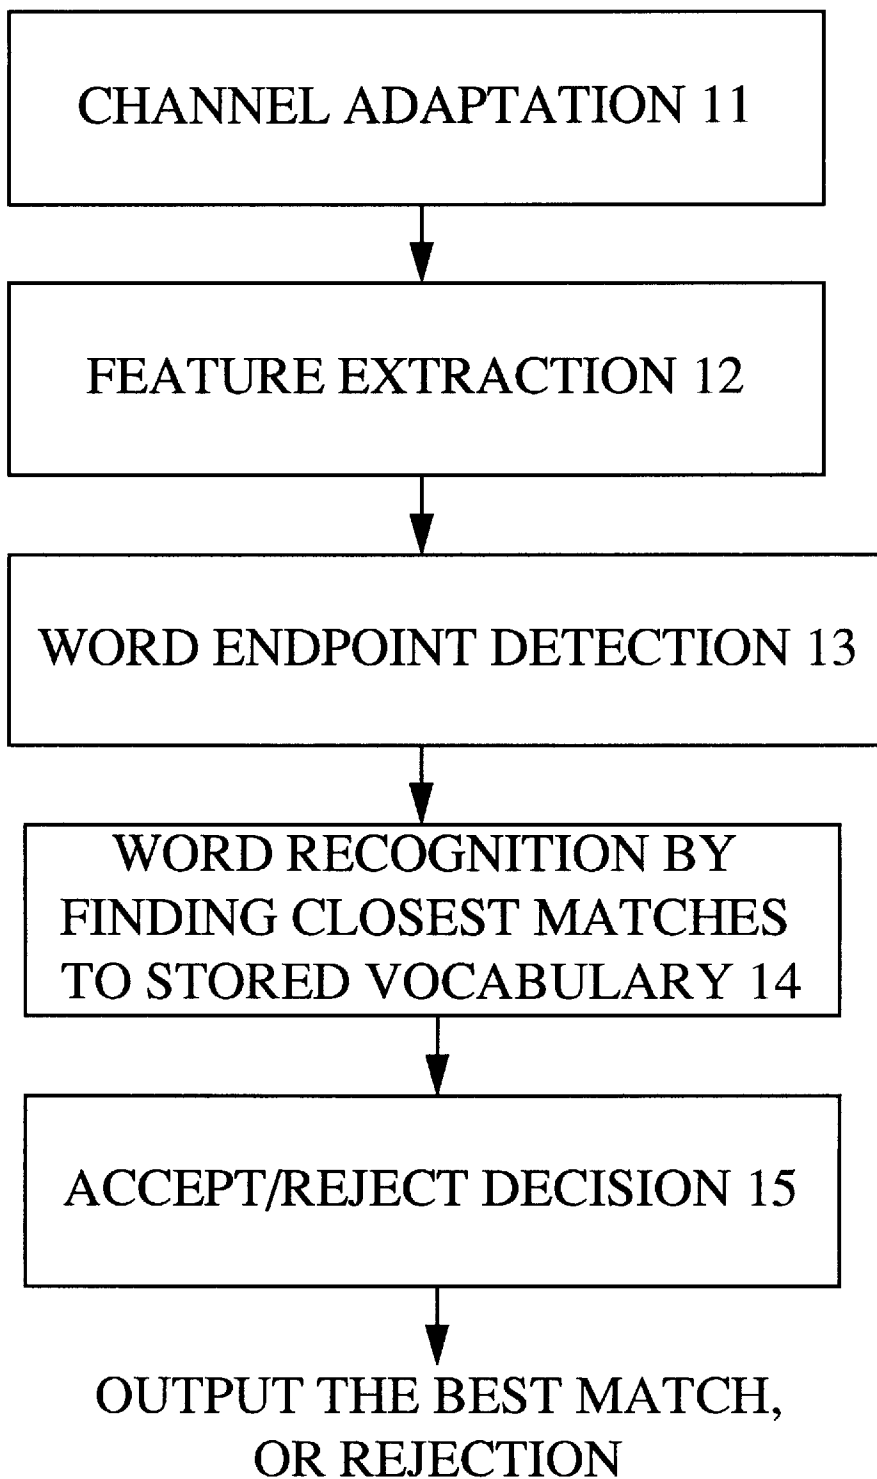 CHANNEL ADAPTATION 11
FEATURE EXTRACTION 12
WORD ENDPOINT DETECTION 13
WORD RECOGNITION BY
FINDING CLOSEST MATCHES
TO STORED VOCABULARY 14
ACCEPT/REJECT DECISION 15
OUTPUT THE BEST MATCH,
OR REJECTION